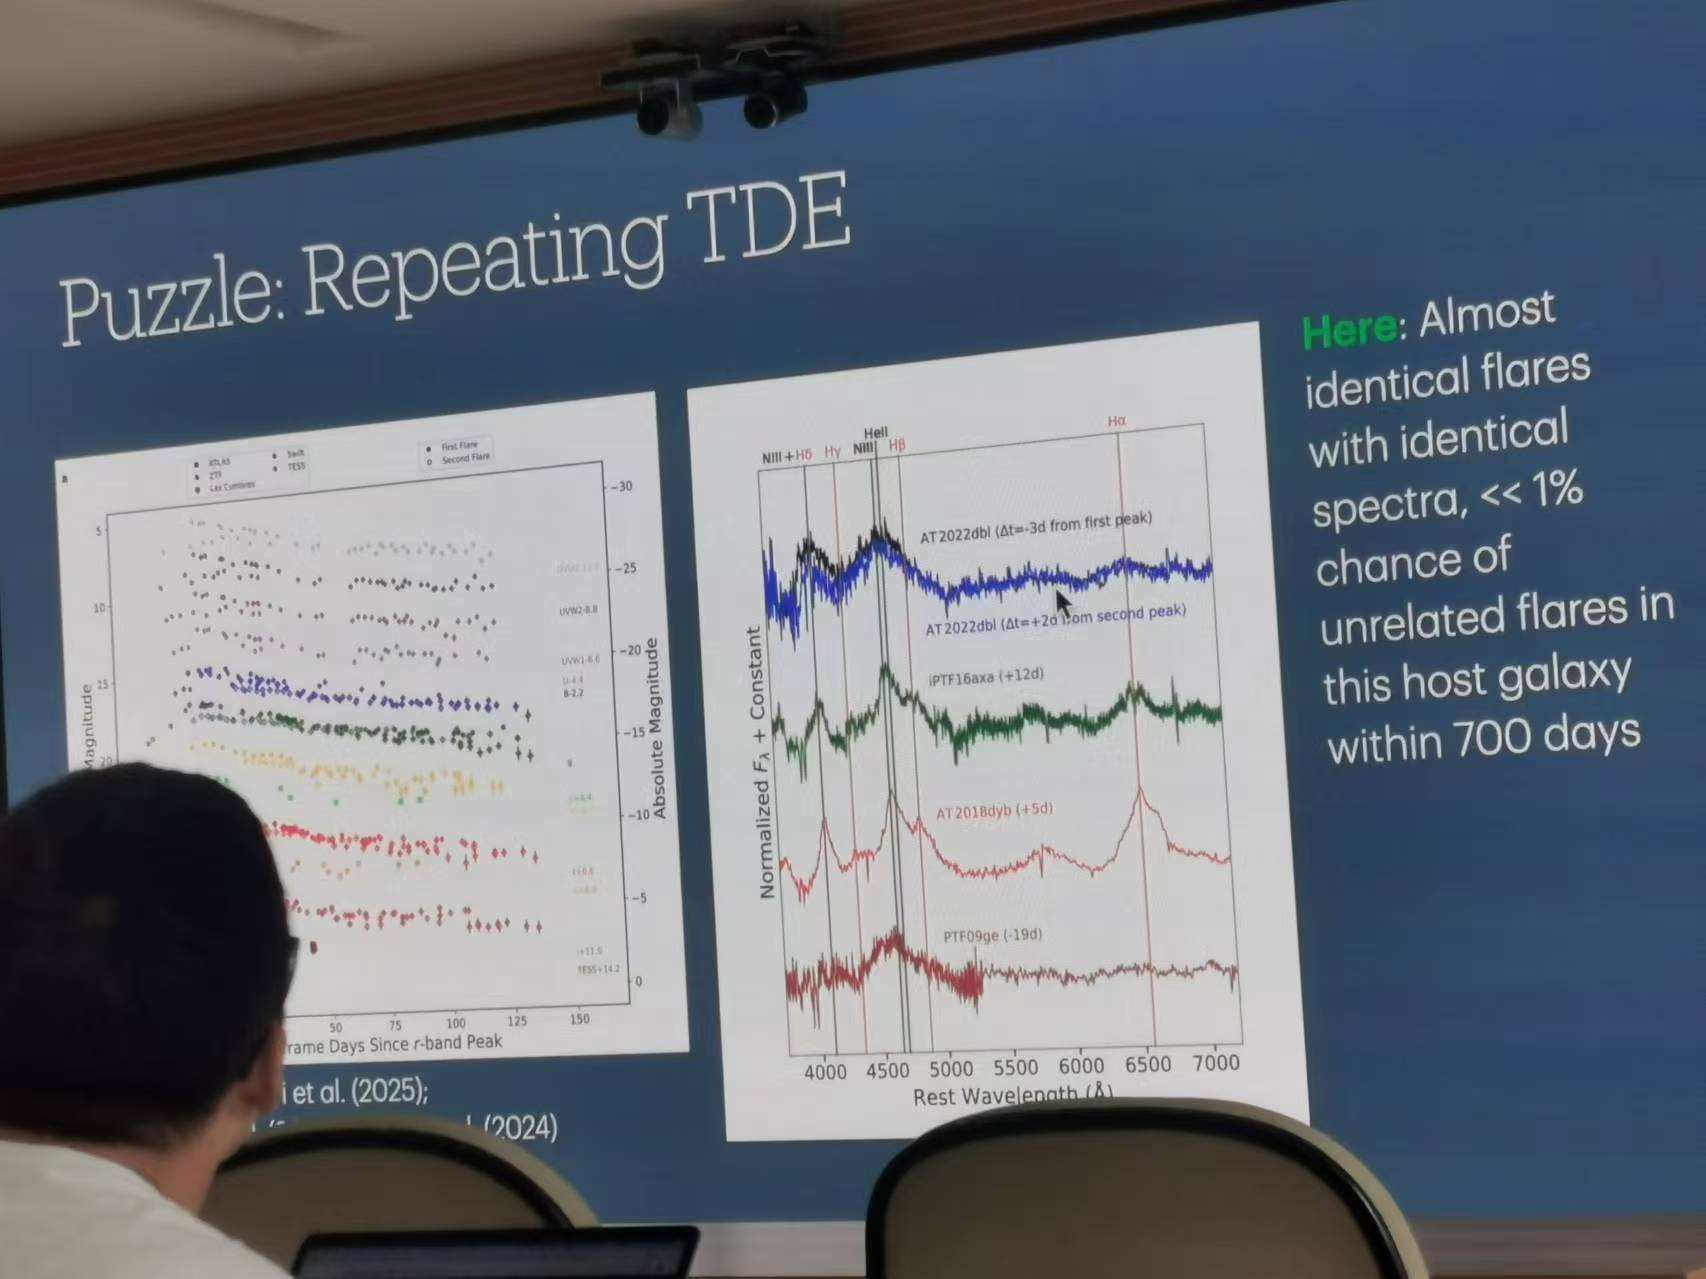 Puzzle: Repeating TDE
Here: Almost
identical flares
with identical
spectra, << 1%
chance of
unrelated flares in
this host galaxy
within 700 days
ATLAS
ZTF
Las Cumbres
Swift
TESS
First Flare
Second Flare
5
10
15
20
Magnitude
−30
−25
−20
−15
−10
−5
0
Absolute Magnitude
UVW2-8.8
UVW1-6.6
U-4.4
B-2.2
TESS+14.2
50 75 100 125 150
rame Days Since r-band Peak
i et al. (2025);
(2024)
NIII+Hδ Hγ NIII HeII Hβ Hα
AT2022dbl (Δt=-3d from first peak)
AT2022dbl (Δt=+2d from second peak)
iPTF16axa (+12d)
AT2018dyb (+5d)
PTF09ge (-19d)
Normalized Fλ + Constant
4000 4500 5000 5500 6000 6500 7000
Rest Wavelength (Å)